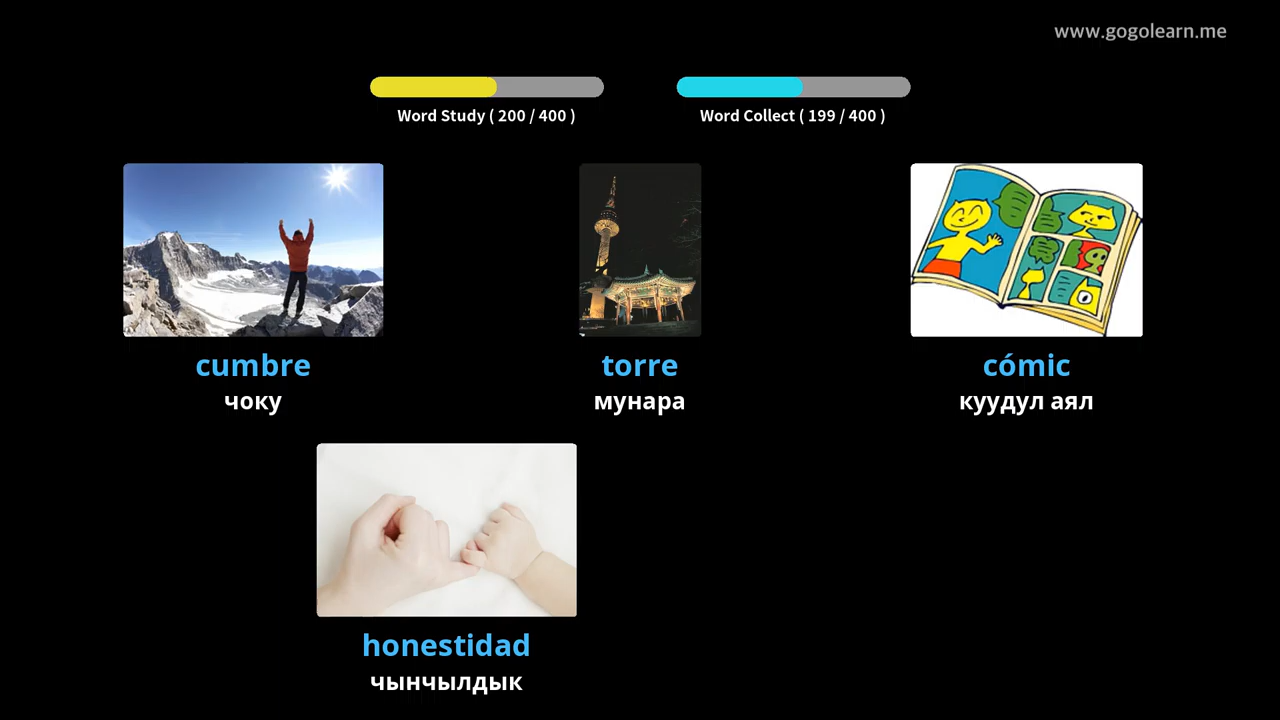 www.gogolearn.me
Word Study ( 200 / 400 )
Word Collect ( 199 / 400 )
cumbre
чоку
torre
мунара
cómic
куудул аял
honestidad
чынчылдык